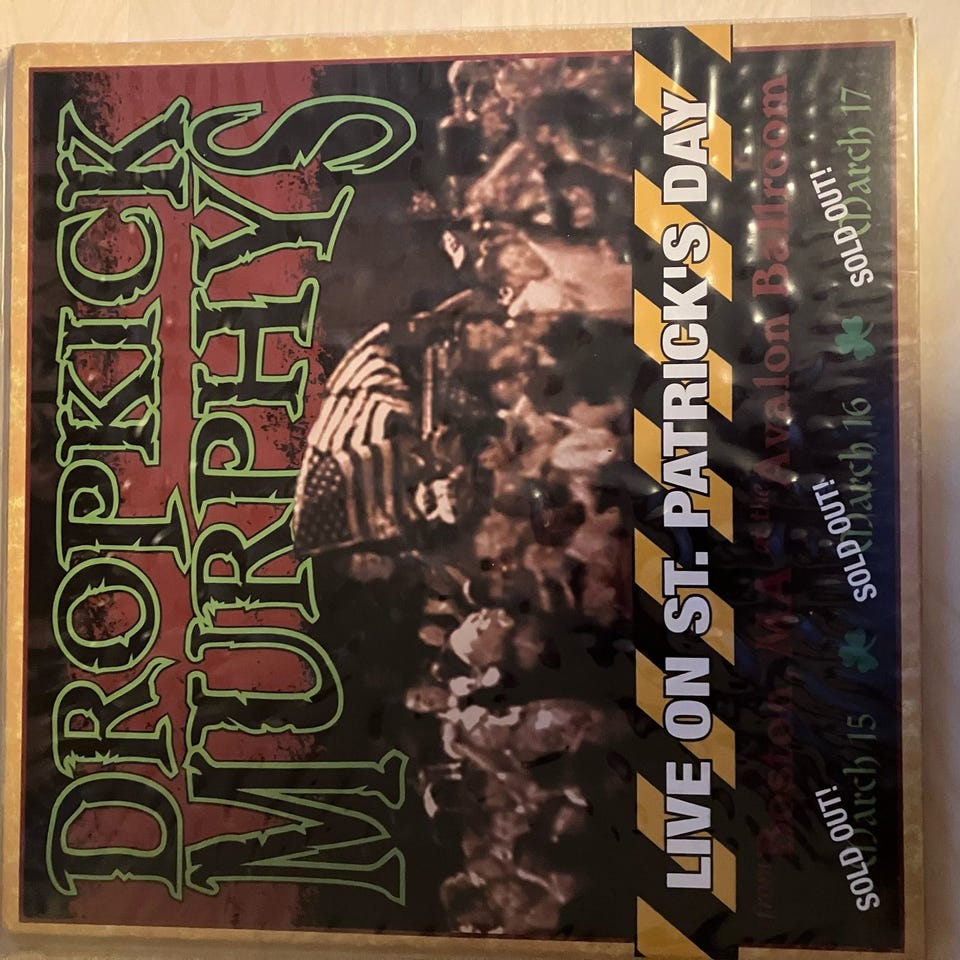 DROPKICK
MURPHYS
LIVE ON ST. PATRICK'S DAY
from Boston, MA at the Avalon Ballroom
SOLD OUT! SOLD OUT! SOLD OUT!
March 15 March 16 March 17